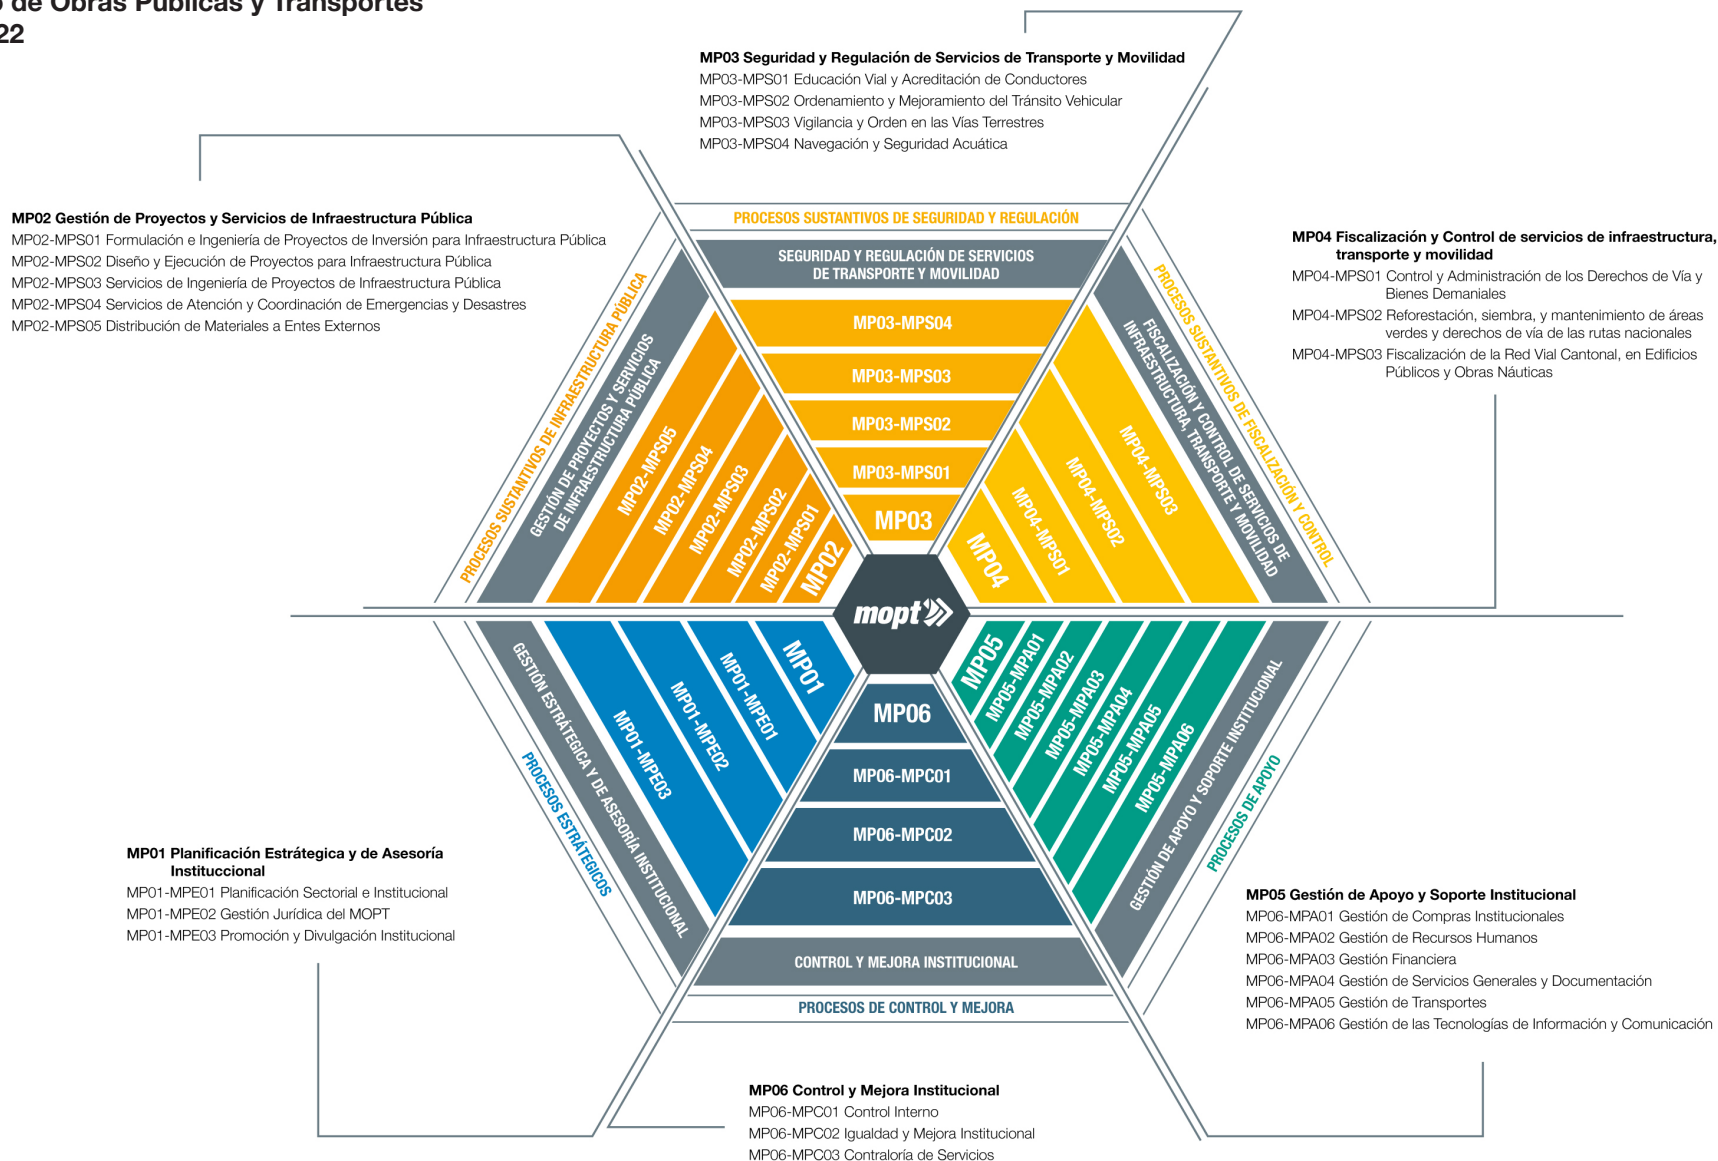 de Obras Públicas y Transportes
22
MP03 Seguridad y Regulación de Servicios de Transporte y Movilidad
MP03-MPS01 Educación Vial y Acreditación de Conductores
MP03-MPS02 Ordenamiento y Mejoramiento del Tránsito Vehicular
MP03-MPS03 Vigilancia y Orden en las Vías Terrestres
MP03-MPS04 Navegación y Seguridad Acuática
MP02 Gestión de Proyectos y Servicios de Infraestructura Pública
MP02-MPS01 Formulación e Ingeniería de Proyectos de Inversión para Infraestructura Pública
MP02-MPS02 Diseño y Ejecución de Proyectos para Infraestructura Pública
MP02-MPS03 Servicios de Ingeniería de Proyectos de Infraestructura Pública
MP02-MPS04 Servicios de Atención y Coordinación de Emergencias y Desastres
MP02-MPS05 Distribución de Materiales a Entes Externos
MP04 Fiscalización y Control de servicios de infraestructura,
transporte y movilidad
MP04-MPS01 Control y Administración de los Derechos de Vía y
Bienes Demaniales
MP04-MPS02 Reforestación, siembra, y mantenimiento de áreas
verdes y derechos de vía de las rutas nacionales
MP04-MPS03 Fiscalización de la Red Vial Cantonal, en Edificios
Públicos y Obras Náuticas
PROCESOS SUSTANTIVOS DE SEGURIDAD Y REGULACIÓN
SEGURIDAD Y REGULACIÓN DE SERVICIOS
DE TRANSPORTE Y MOVILIDAD
MP03-MPS04
MP03-MPS03
MP03-MPS02
MP03-MPS01
MP03
PROCESOS SUSTANTIVOS DE INFRAESTRUCTURA PÚBLICA
GESTIÓN DE PROYECTOS Y SERVICIOS
DE INFRAESTRUCTURA PÚBLICA
MP02-MPS05
MP02-MPS04
MP02-MPS03
MP02-MPS02
MP02-MPS01
MP02
PROCESOS SUSTANTIVOS DE FISCALIZACIÓN Y CONTROL
FISCALIZACIÓN Y CONTROL DE SERVICIOS DE
INFRAESTRUCTURA, TRANSPORTE Y MOVILIDAD
MP04-MPS03
MP04-MPS02
MP04-MPS01
MP04
mopt
MP01
MP01-MPE01
MP01-MPE02
MP01-MPE03
GESTIÓN ESTRÁTEGICA Y DE ASESORÍA INSTITUCIONAL
PROCESOS ESTRÁTEGICOS
MP05
MP05-MPA01
MP05-MPA02
MP05-MPA03
MP05-MPA04
MP05-MPA05
MP05-MPA06
GESTIÓN DE APOYO Y SOPORTE INSTITUCIONAL
PROCESOS DE APOYO
MP06
MP06-MPC01
MP06-MPC02
MP06-MPC03
CONTROL Y MEJORA INSTITUCIONAL
PROCESOS DE CONTROL Y MEJORA
MP01 Planificación Estrátegica y de Asesoría
Instituccional
MP01-MPE01 Planificación Sectorial e Institucional
MP01-MPE02 Gestión Jurídica del MOPT
MP01-MPE03 Promoción y Divulgación Institucional
MP05 Gestión de Apoyo y Soporte Institucional
MP06-MPA01 Gestión de Compras Institucionales
MP06-MPA02 Gestión de Recursos Humanos
MP06-MPA03 Gestión Financiera
MP06-MPA04 Gestión de Servicios Generales y Documentación
MP06-MPA05 Gestión de Transportes
MP06-MPA06 Gestión de las Tecnologías de Información y Comunicación
MP06 Control y Mejora Institucional
MP06-MPC01 Control Interno
MP06-MPC02 Igualdad y Mejora Institucional
MP06-MPC03 Contraloría de Servicios